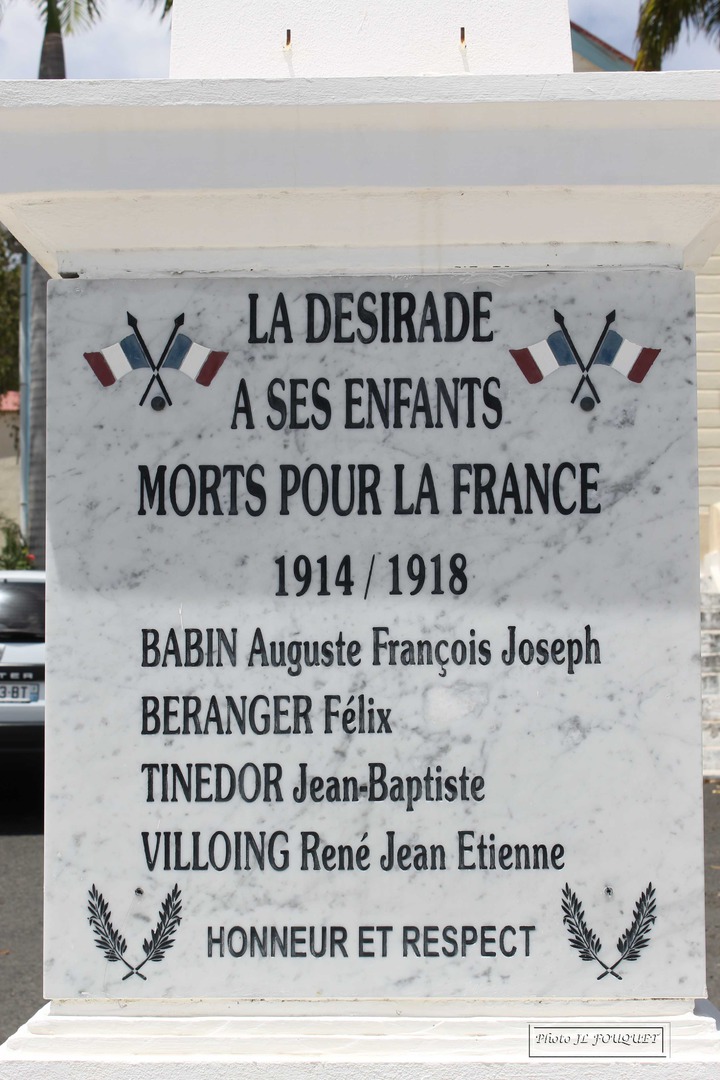 LA DESIRADE
A SES ENFANTS
MORTS POUR LA FRANCE
1914 / 1918
BABIN Auguste François Joseph
BERANGER Félix
TINEDOR Jean-Baptiste
VILLOING René Jean Etienne
HONNEUR ET RESPECT
Photo JL FOUQUET